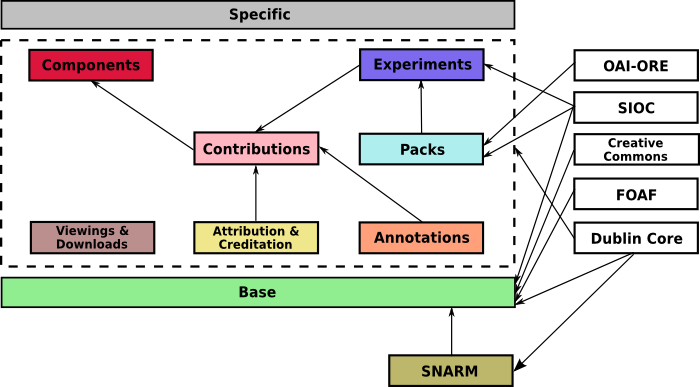 Specific
Components
Experiments
OAI-ORE
SIOC
Contributions
Packs
Creative
Commons
FOAF
Viewings &
Downloads
Attribution &
Creditation
Annotations
Dublin Core
Base
SNARM